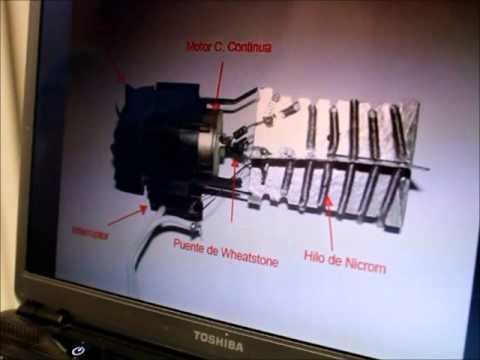 Motor C. Continua
Interruptor
Puente de Wheatstone
Hilo de Nicrom
TOSHIBA